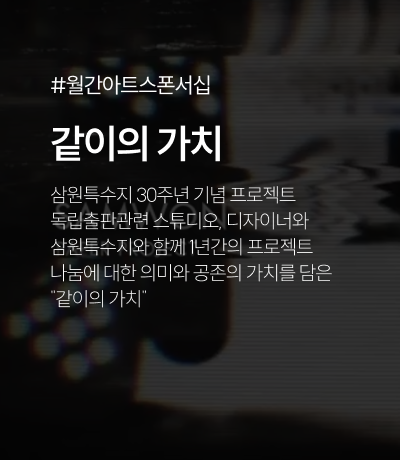 #월간아트스폰서십
같이의 가치
삼원특수지 30주년 기념 프로젝트
독립출판관련 스튜디오, 디자이너와
삼원특수지와 함께 1년간의 프로젝트
나눔에 대한 의미와 공존의 가치를 담은
"같이의 가치"